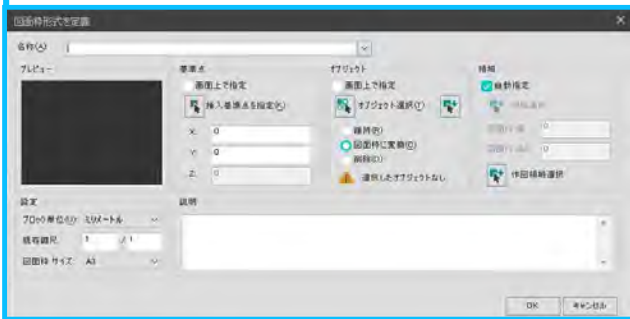 図面枠形式を定義
名称(A)
プレビュー
基準点
画面上で指定
挿入基準点を指定(K)
X: 0
Y: 0
Z: 0
オブジェクト
画面上で指定
オブジェクト選択(T)
維持(R)
図面枠に変換(C)
削除(D)
選択したオブジェクトなし
領域
自動指定
作図領域選択
設定
ブロック単位(U): ミリメートル
既存縮尺: 1 / 1
図面枠 サイズ: A3
説明
OK キャンセル